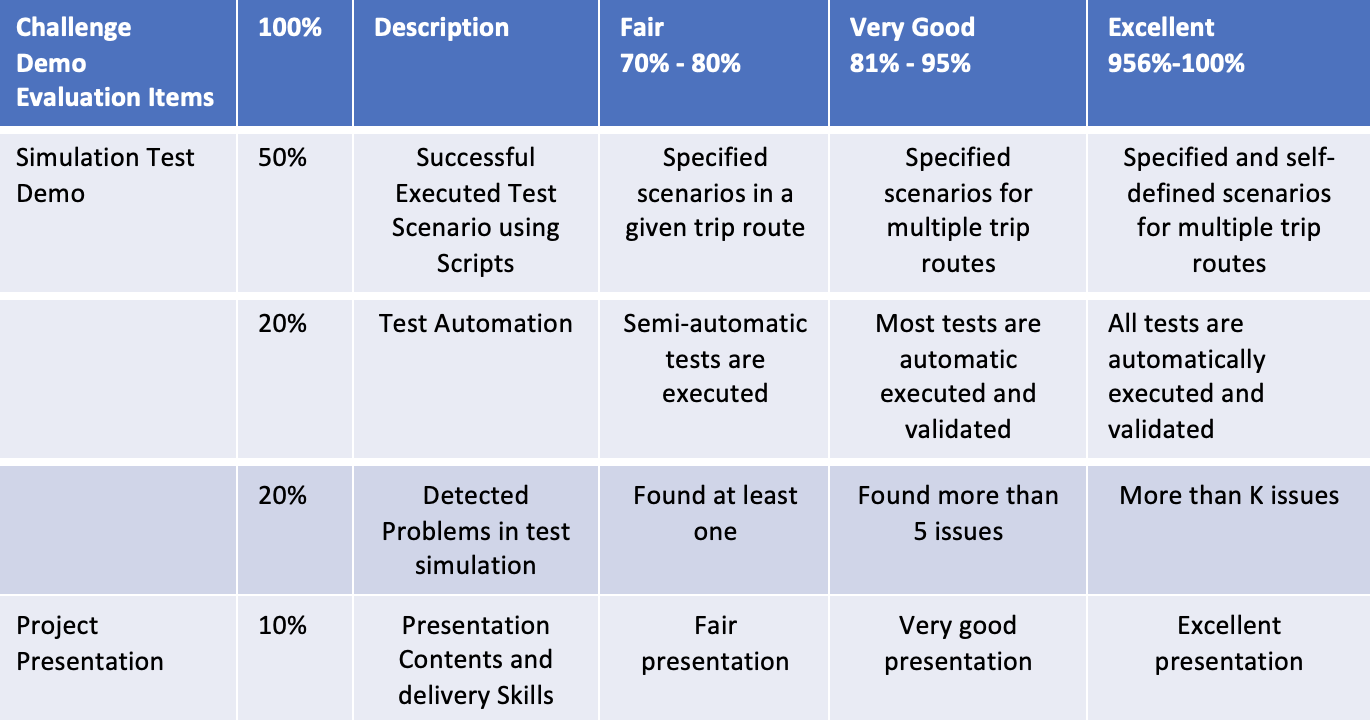 Challenge
Demo
Evaluation Items
100%
Description
Fair
70% - 80%
Very Good
81% - 95%
Excellent
956%-100%
Simulation Test
Demo
50%
Successful
Executed Test
Scenario using
Scripts
Specified
scenarios in a
given trip route
Specified
scenarios for
multiple trip
routes
Specified and self-
defined scenarios
for multiple trip
routes
20%
Test Automation
Semi-automatic
tests are
executed
Most tests are
automatic
executed and
validated
All tests are
automatically
executed and
validated
20%
Detected
Problems in test
simulation
Found at least
one
Found more than
5 issues
More than K issues
Project
Presentation
10%
Presentation
Contents and
delivery Skills
Fair
presentation
Very good
presentation
Excellent
presentation